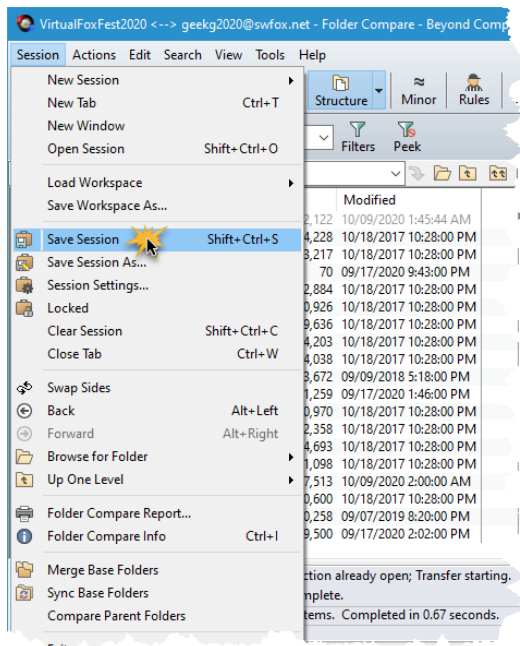 VirtualFoxFest2020 <--> geekg2020@swfox.net - Folder Compare - Beyond Comp
Session Actions Edit Search View Tools Help
New Session
New Tab Ctrl+T
New Window
Open Session Shift+Ctrl+O
Load Workspace
Save Workspace As...
Save Session Shift+Ctrl+S
Save Session As...
Session Settings...
Locked
Clear Session Shift+Ctrl+C
Close Tab Ctrl+W
Swap Sides
Back Alt+Left
Forward Alt+Right
Browse for Folder
Up One Level
Folder Compare Report...
Folder Compare Info Ctrl+I
Merge Base Folders
Sync Base Folders
Compare Parent Folders
Structure Minor Rules
Filters Peek
Modified
2,122 10/09/2020 1:45:44 AM
4,228 10/18/2017 10:28:00 PM
3,217 10/18/2017 10:28:00 PM
70 09/17/2020 9:43:00 PM
2,884 10/18/2017 10:28:00 PM
0,926 10/18/2017 10:28:00 PM
9,636 10/18/2017 10:28:00 PM
4,203 10/18/2017 10:28:00 PM
4,038 10/18/2017 10:28:00 PM
3,672 09/09/2018 5:18:00 PM
1,259 09/17/2020 1:46:00 PM
0,970 10/18/2017 10:28:00 PM
2,358 10/18/2017 10:28:00 PM
4,693 10/18/2017 10:28:00 PM
1,098 10/18/2017 10:28:00 PM
7,513 10/09/2020 2:00:00 AM
0,600 10/18/2017 10:28:00 PM
0,258 09/07/2019 8:20:00 PM
9,500 09/17/2020 2:02:00 PM
ction already open; Transfer starting.
mplete.
tems. Completed in 0.67 seconds.